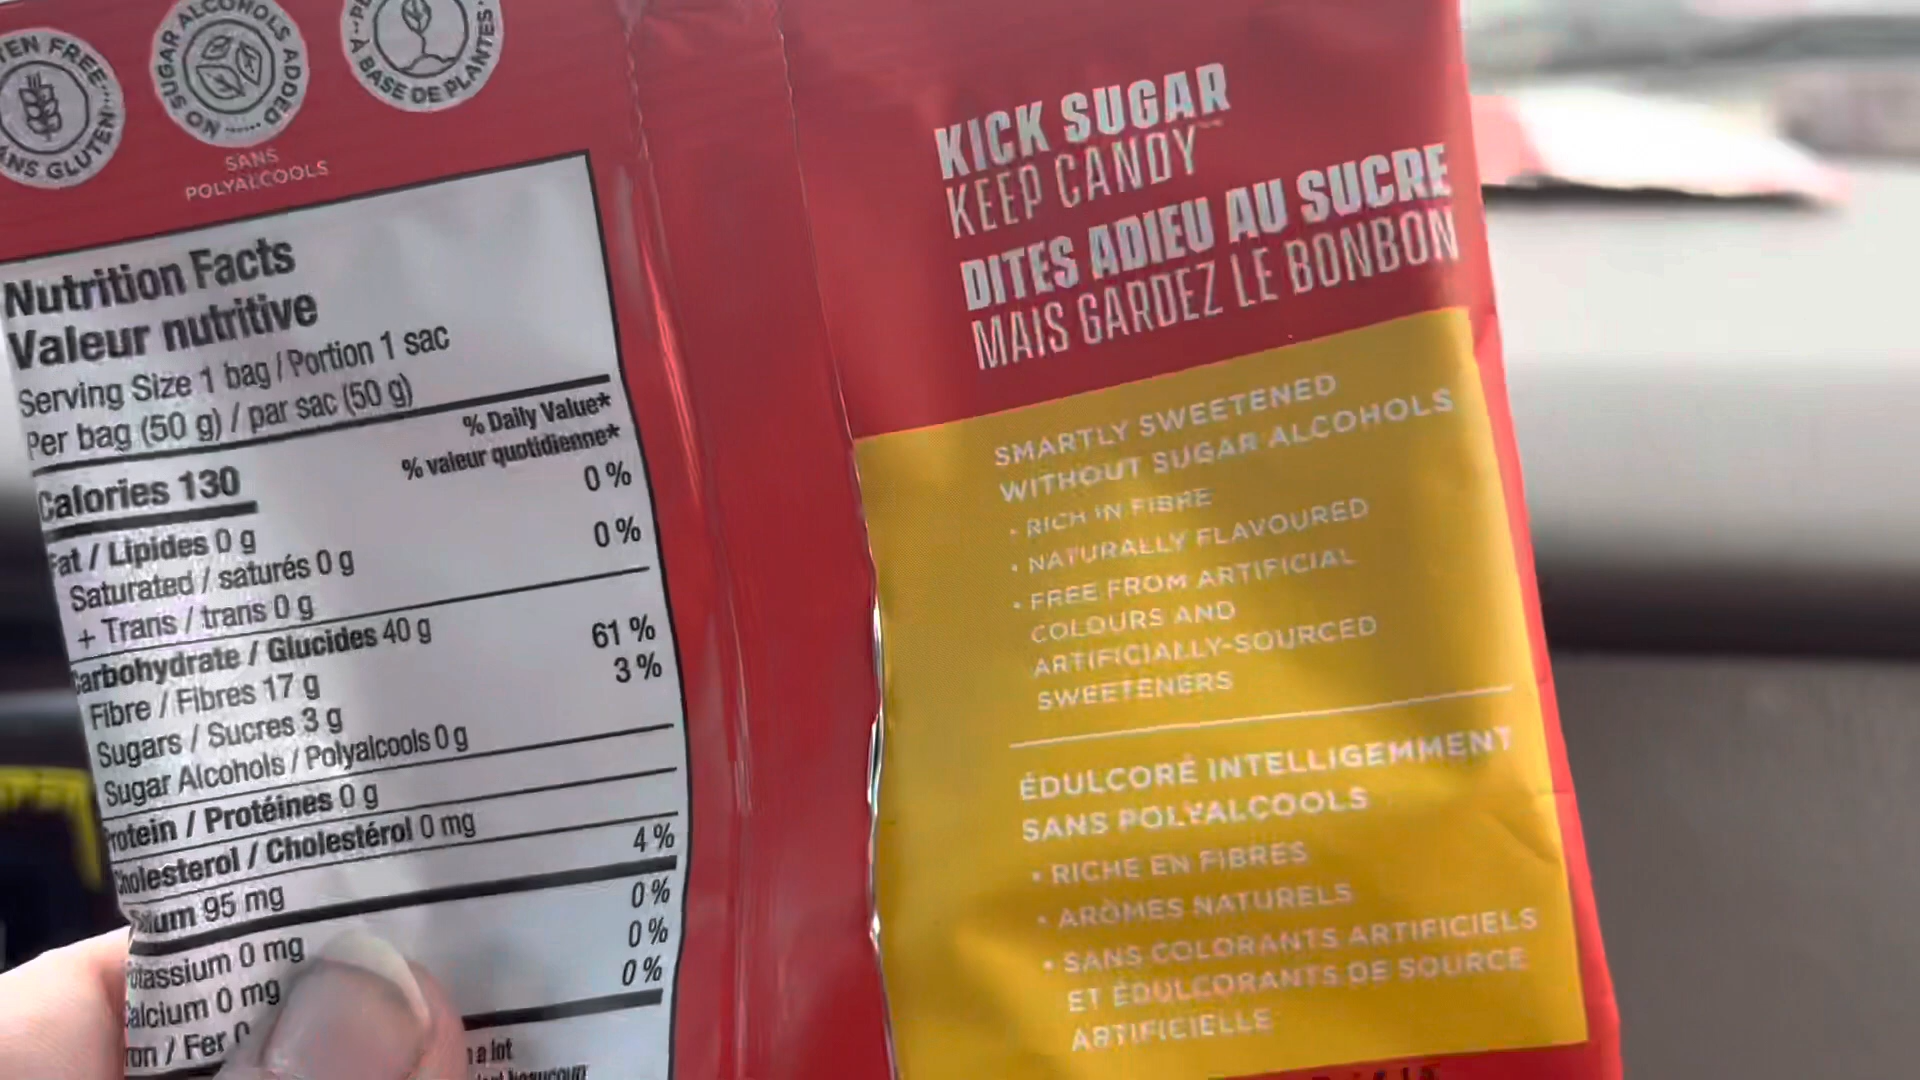 FREE
SANS GLUTEN
NO SUGAR ALCOHOLS ADDED
SANS
POLYALCOOLS
À BASE DE PLANTES
Nutrition Facts
Valeur nutritive
Serving Size 1 bag / Portion 1 sac
Per bag (50 g) / par sac (50 g)
% Daily Value*
% valeur quotidienne*
Calories 130
Fat / Lipides 0 g 0 %
Saturated / saturés 0 g 0 %
+ Trans / trans 0 g
Carbohydrate / Glucides 40 g
Fibre / Fibres 17 g 61 %
Sugars / Sucres 3 g 3 %
Sugar Alcohols / Polyalcools 0 g
Protein / Protéines 0 g
Cholesterol / Cholestérol 0 mg
Sodium 95 mg 4 %
Potassium 0 mg 0 %
Calcium 0 mg 0 %
Iron / Fer 0 0 %
a lot
KICK SUGAR
KEEP CANDY™
DITES ADIEU AU SUCRE
MAIS GARDEZ LE BONBON
SMARTLY SWEETENED
WITHOUT SUGAR ALCOHOLS
• RICH IN FIBRE
• NATURALLY FLAVOURED
• FREE FROM ARTIFICIAL
COLOURS AND
ARTIFICIALLY-SOURCED
SWEETENERS
ÉDULCORÉ INTELLIGEMMENT
SANS POLYALCOOLS
• RICHE EN FIBRES
• ARÔMES NATURELS
• SANS COLORANTS ARTIFICIELS
ET ÉDULCORANTS DE SOURCE
ARTIFICIELLE